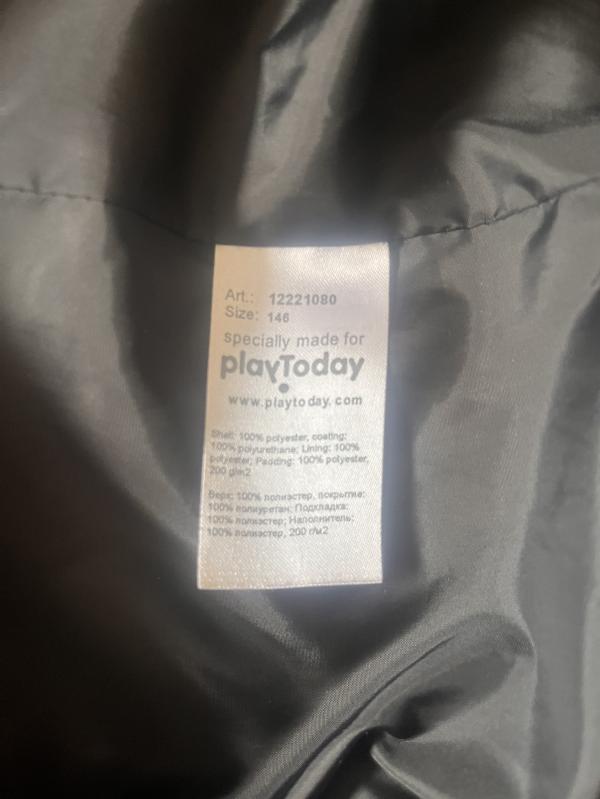 Art.: 12221080
Size: 146
specially made for
playToday
www.playtoday.com
Shell: 100% polyester, coating:
100% polyurethane; Lining: 100%
polyester; Padding: 100% polyester,
200 g/m2
Верх: 100% полиэстер, покрытие:
100% полиуретан; Подкладка:
100% полиэстер; Наполнитель:
100% полиэстер, 200 г/м2